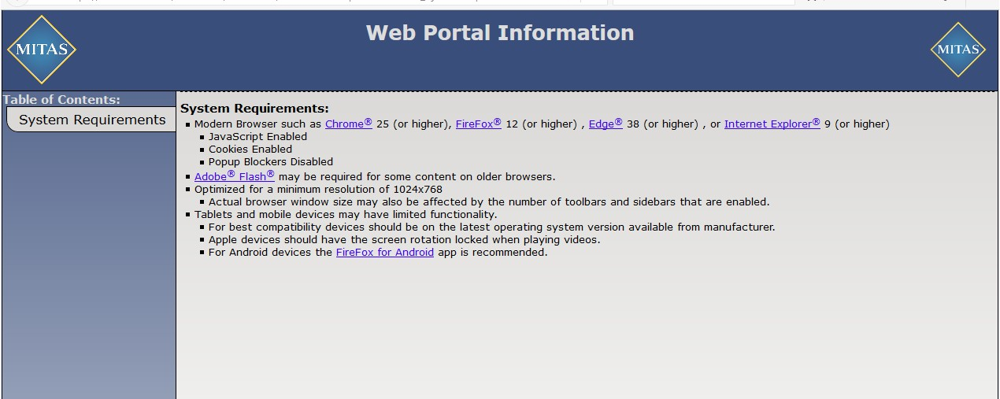 Web Portal Information
MITAS
MITAS
Table of Contents:
System Requirements
System Requirements:
Modern Browser such as Chrome® 25 (or higher), FireFox® 12 (or higher) , Edge® 38 (or higher) , or Internet Explorer® 9 (or higher)
JavaScript Enabled
Cookies Enabled
Popup Blockers Disabled
Adobe® Flash® may be required for some content on older browsers.
Optimized for a minimum resolution of 1024x768
Actual browser window size may also be affected by the number of toolbars and sidebars that are enabled.
Tablets and mobile devices may have limited functionality.
For best compatibility devices should be on the latest operating system version available from manufacturer.
Apple devices should have the screen rotation locked when playing videos.
For Android devices the FireFox for Android app is recommended.